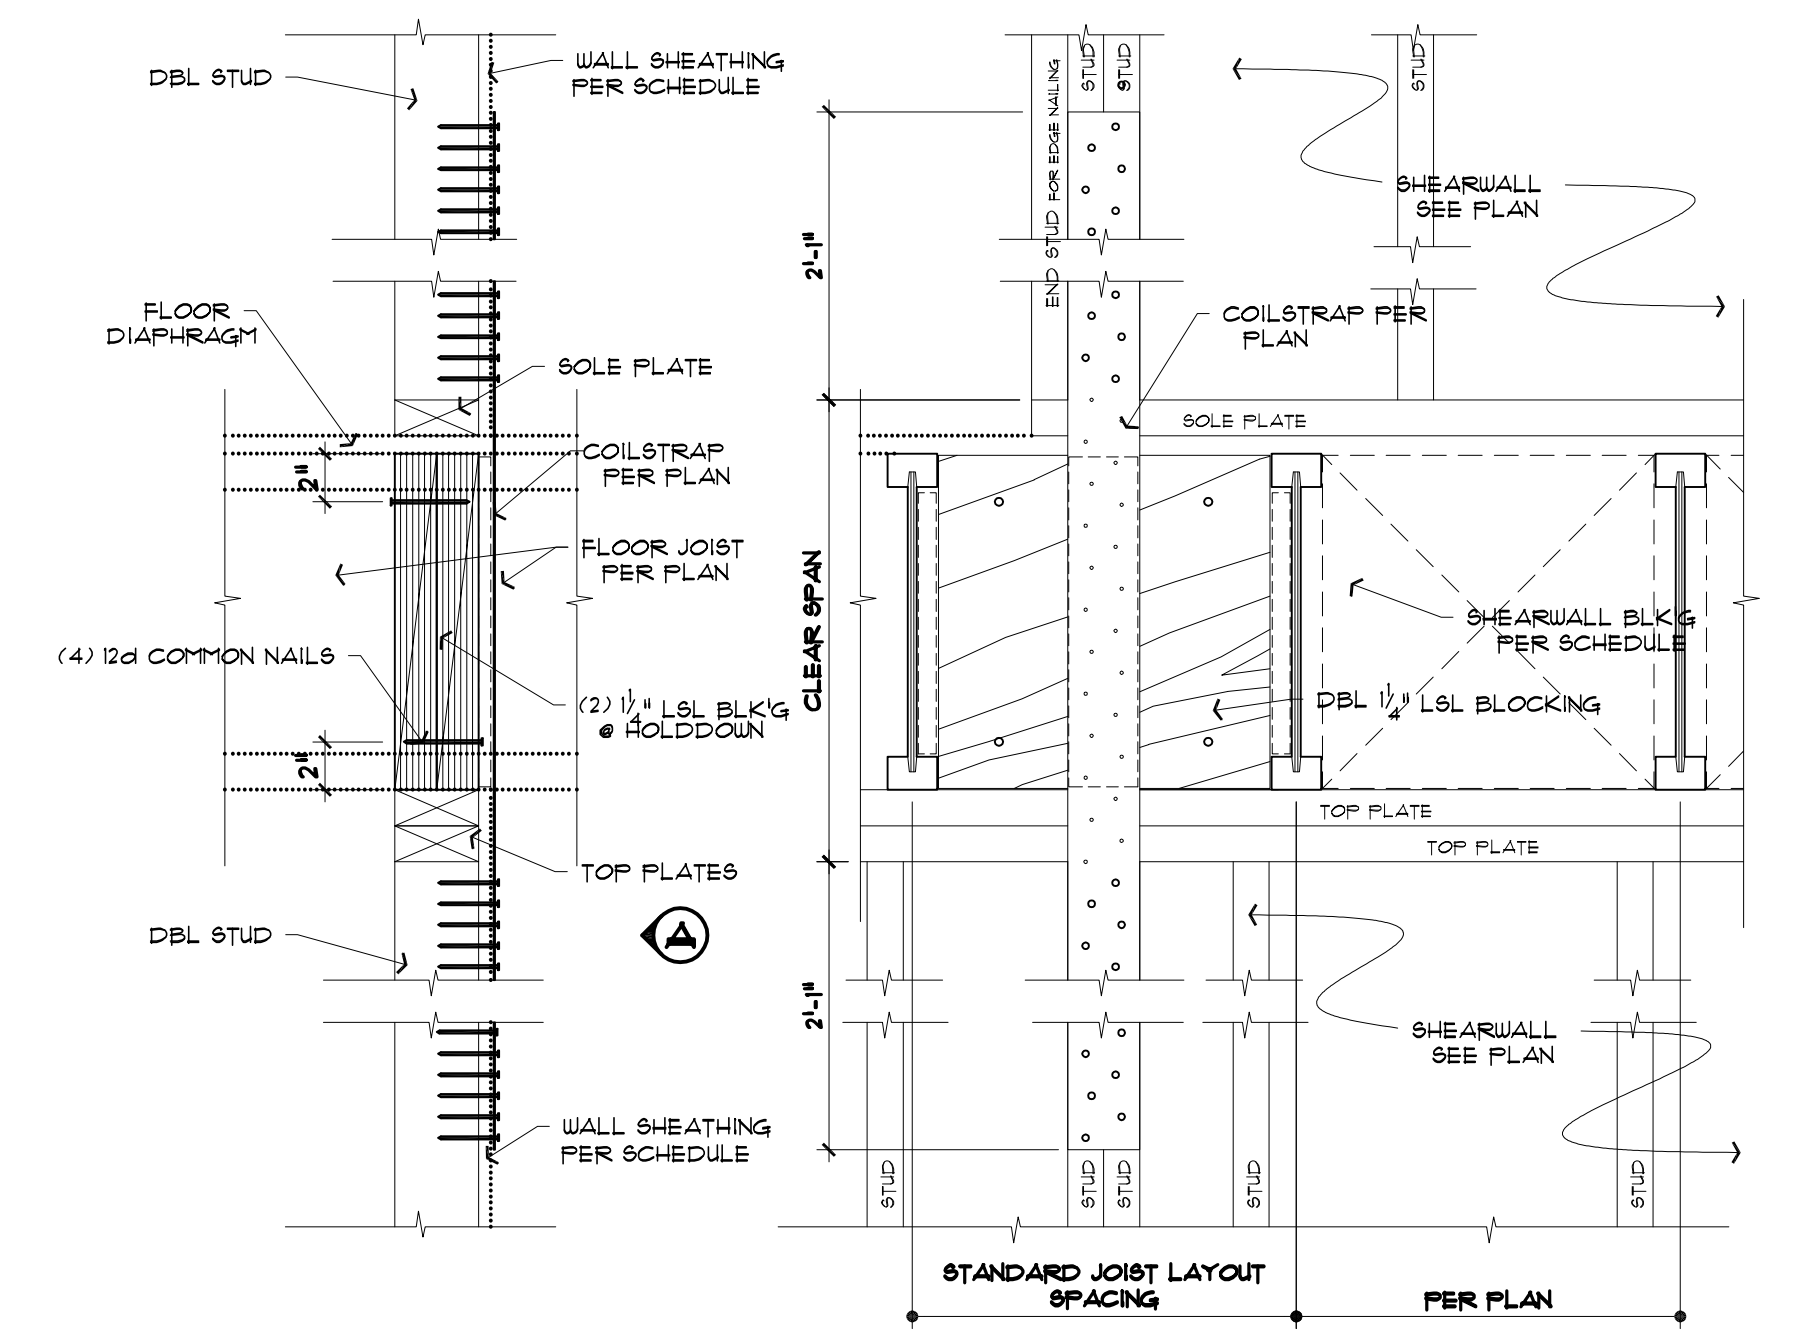 DBL STUD
WALL SHEATHING
PER SCHEDULE
FLOOR
DIAPHRAGM
SOLE PLATE
2"
COILSTRAP
PER PLAN
FLOOR JOIST
PER PLAN
(4) 12d COMMON NAILS
(2) 1 1/4" LSL BLK'G
@ HOLDDOWN
2"
TOP PLATES
DBL STUD
A
WALL SHEATHING
PER SCHEDULE
END STUD FOR EDGE NAILING
STUD
STUD
STUD
SHEARWALL
SEE PLAN
2'-1"
COILSTRAP PER
PLAN
SOLE PLATE
CLEAR SPAN
SHEARWALL BLK'G
PER SCHEDULE
DBL 1 1/4" LSL BLOCKING
TOP PLATE
TOP PLATE
2'-1"
SHEARWALL
SEE PLAN
STUD
STUD
STUD
STUD
STUD
STANDARD JOIST LAYOUT
SPACING
PER PLAN